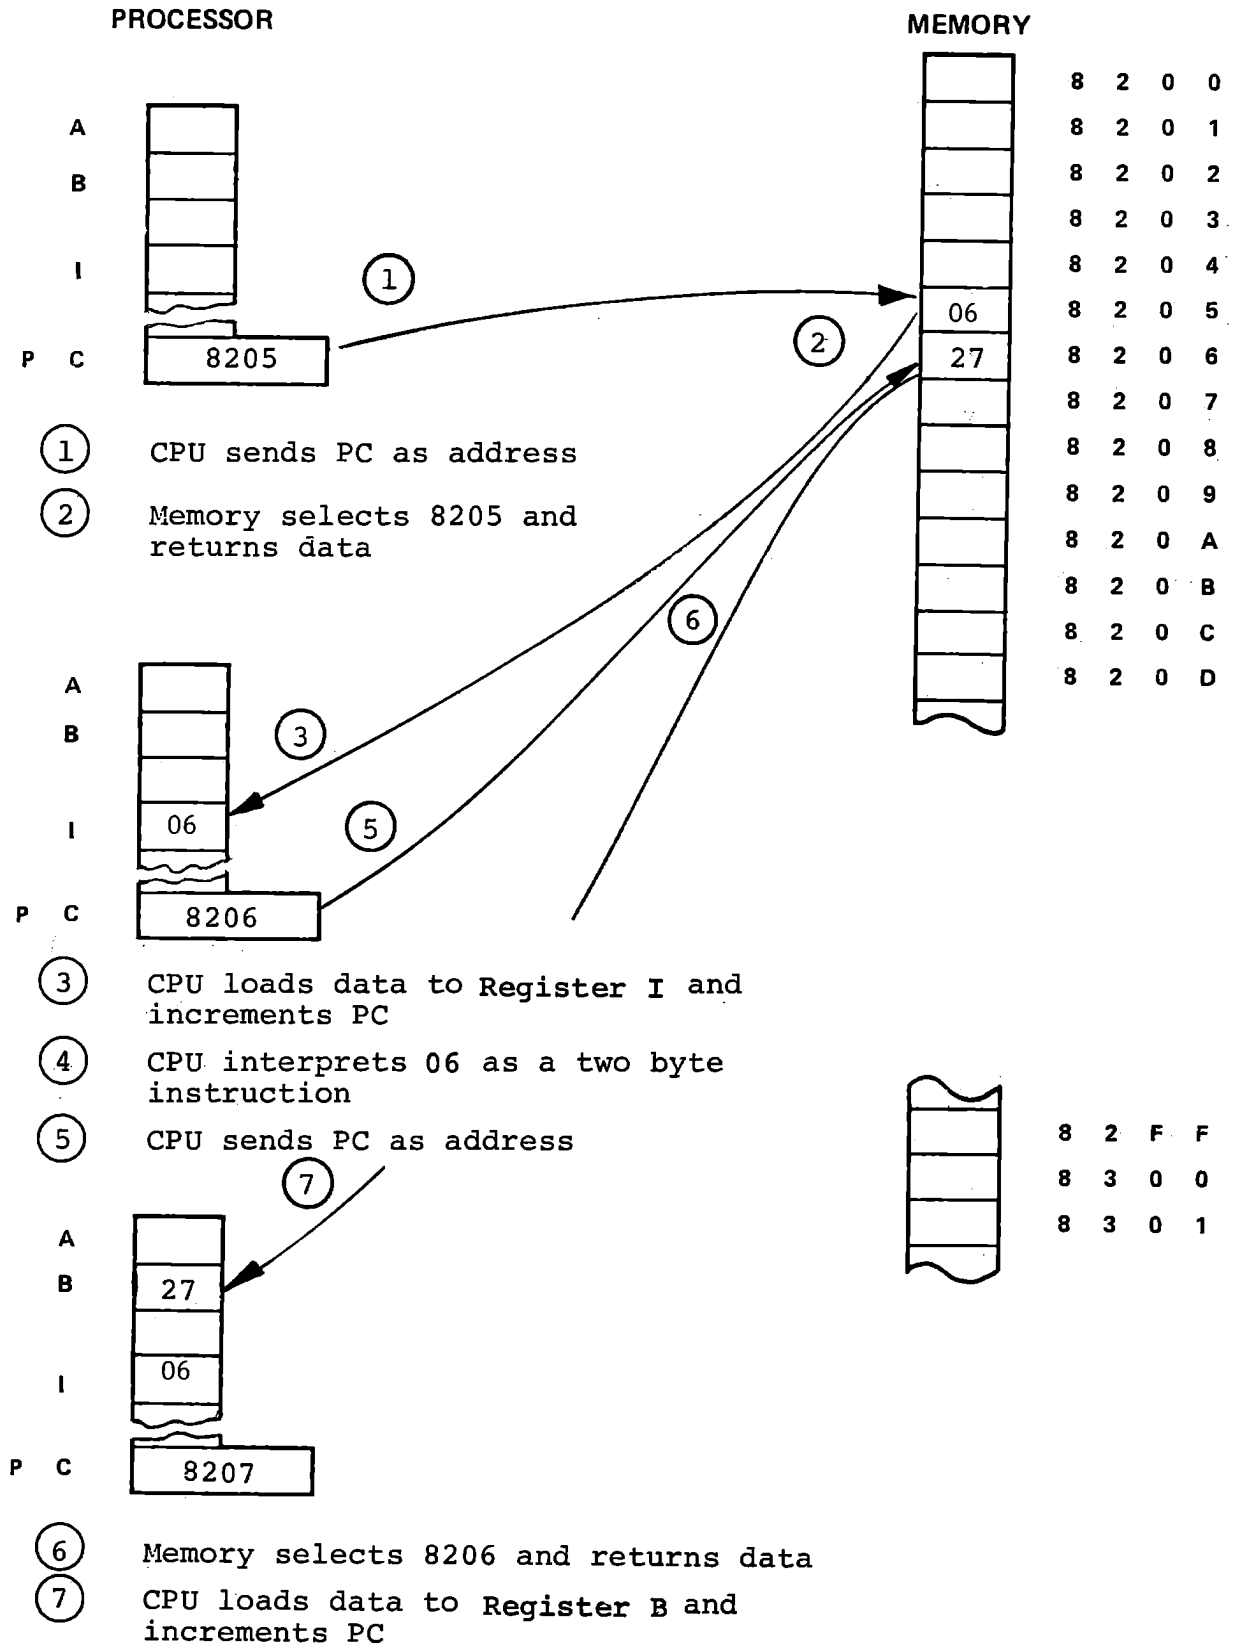 PROCESSOR
MEMORY
8 2 0 0
A
8 2 0 1
B
8 2 0 2
8 2 0 3
I
1
8 2 0 4
06
8 2 0 5
2
P C
8205
27
8 2 0 6
8 2 0 7
1 CPU sends PC as address
8 2 0 8
8 2 0 9
2 Memory selects 8205 and
returns data
8 2 0 A
8 2 0 B
6
8 2 0 C
A
8 2 0 D
B
3
I
06
5
P C
8206
3 CPU loads data to Register I and
increments PC
4 CPU interprets 06 as a two byte
instruction
5 CPU sends PC as address
8 2 F F
7
8 3 0 0
A
8 3 0 1
B
27
I
06
P C
8207
6 Memory selects 8206 and returns data
7 CPU loads data to Register B and
increments PC